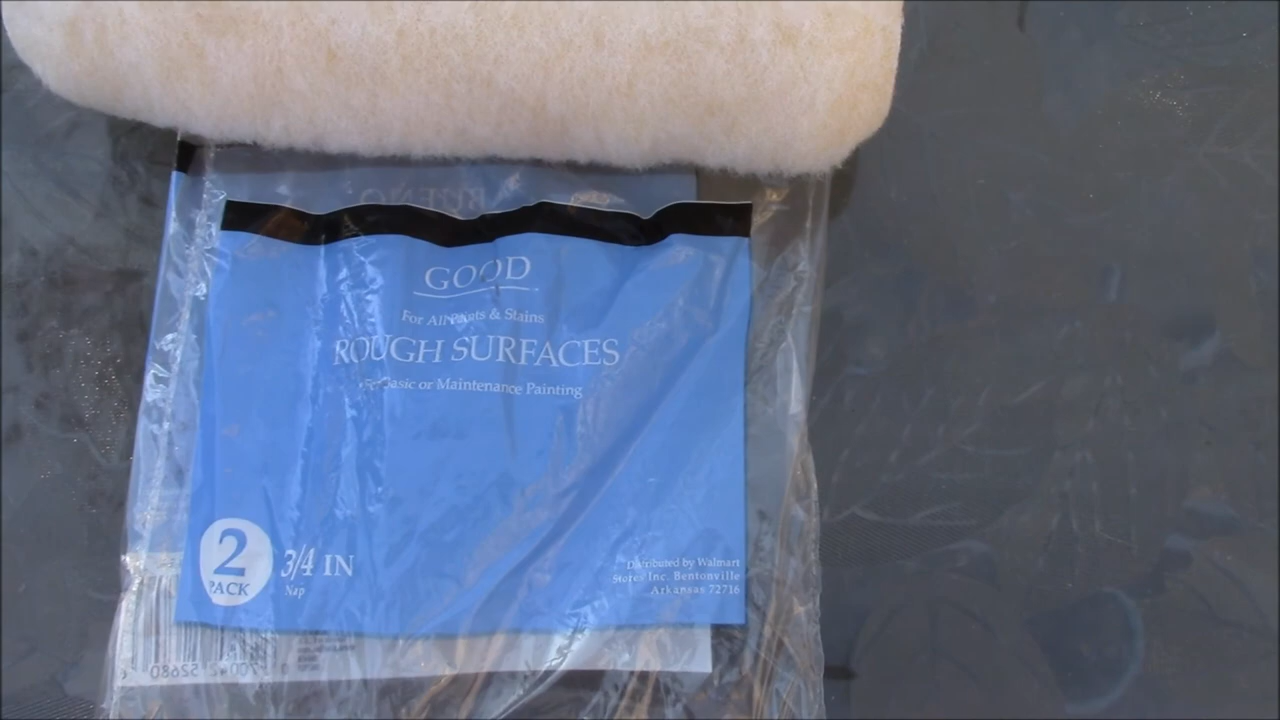 GOOD
For All Paints & Stains
ROUGH SURFACES
For Basic or Maintenance Painting
2
PACK
3/4 IN
Nap
Distributed by Walmart
Stores Inc. Bentonville
Arkansas 72716